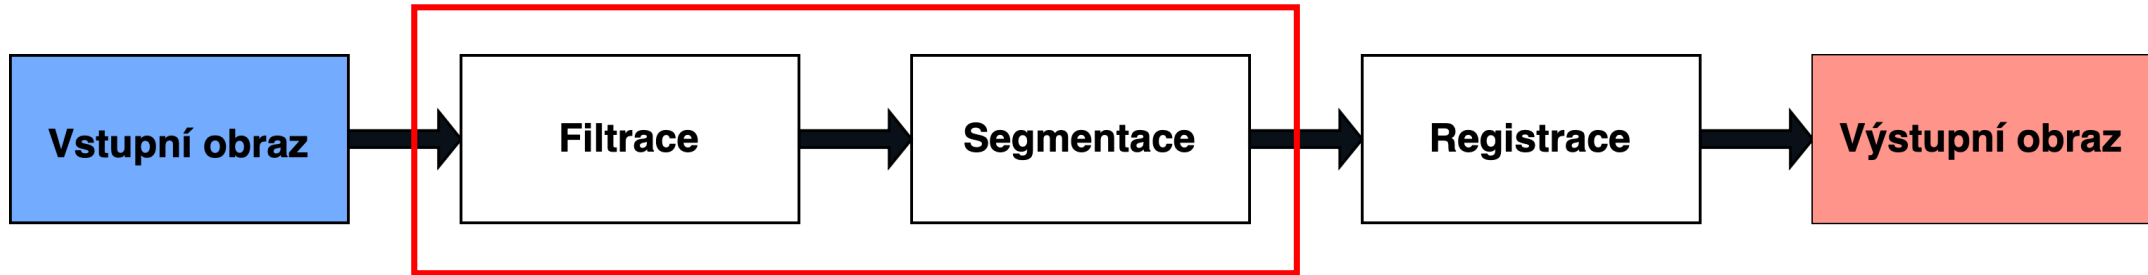 Vstupní obraz
Filtrace
Segmentace
Registrace
Výstupní obraz